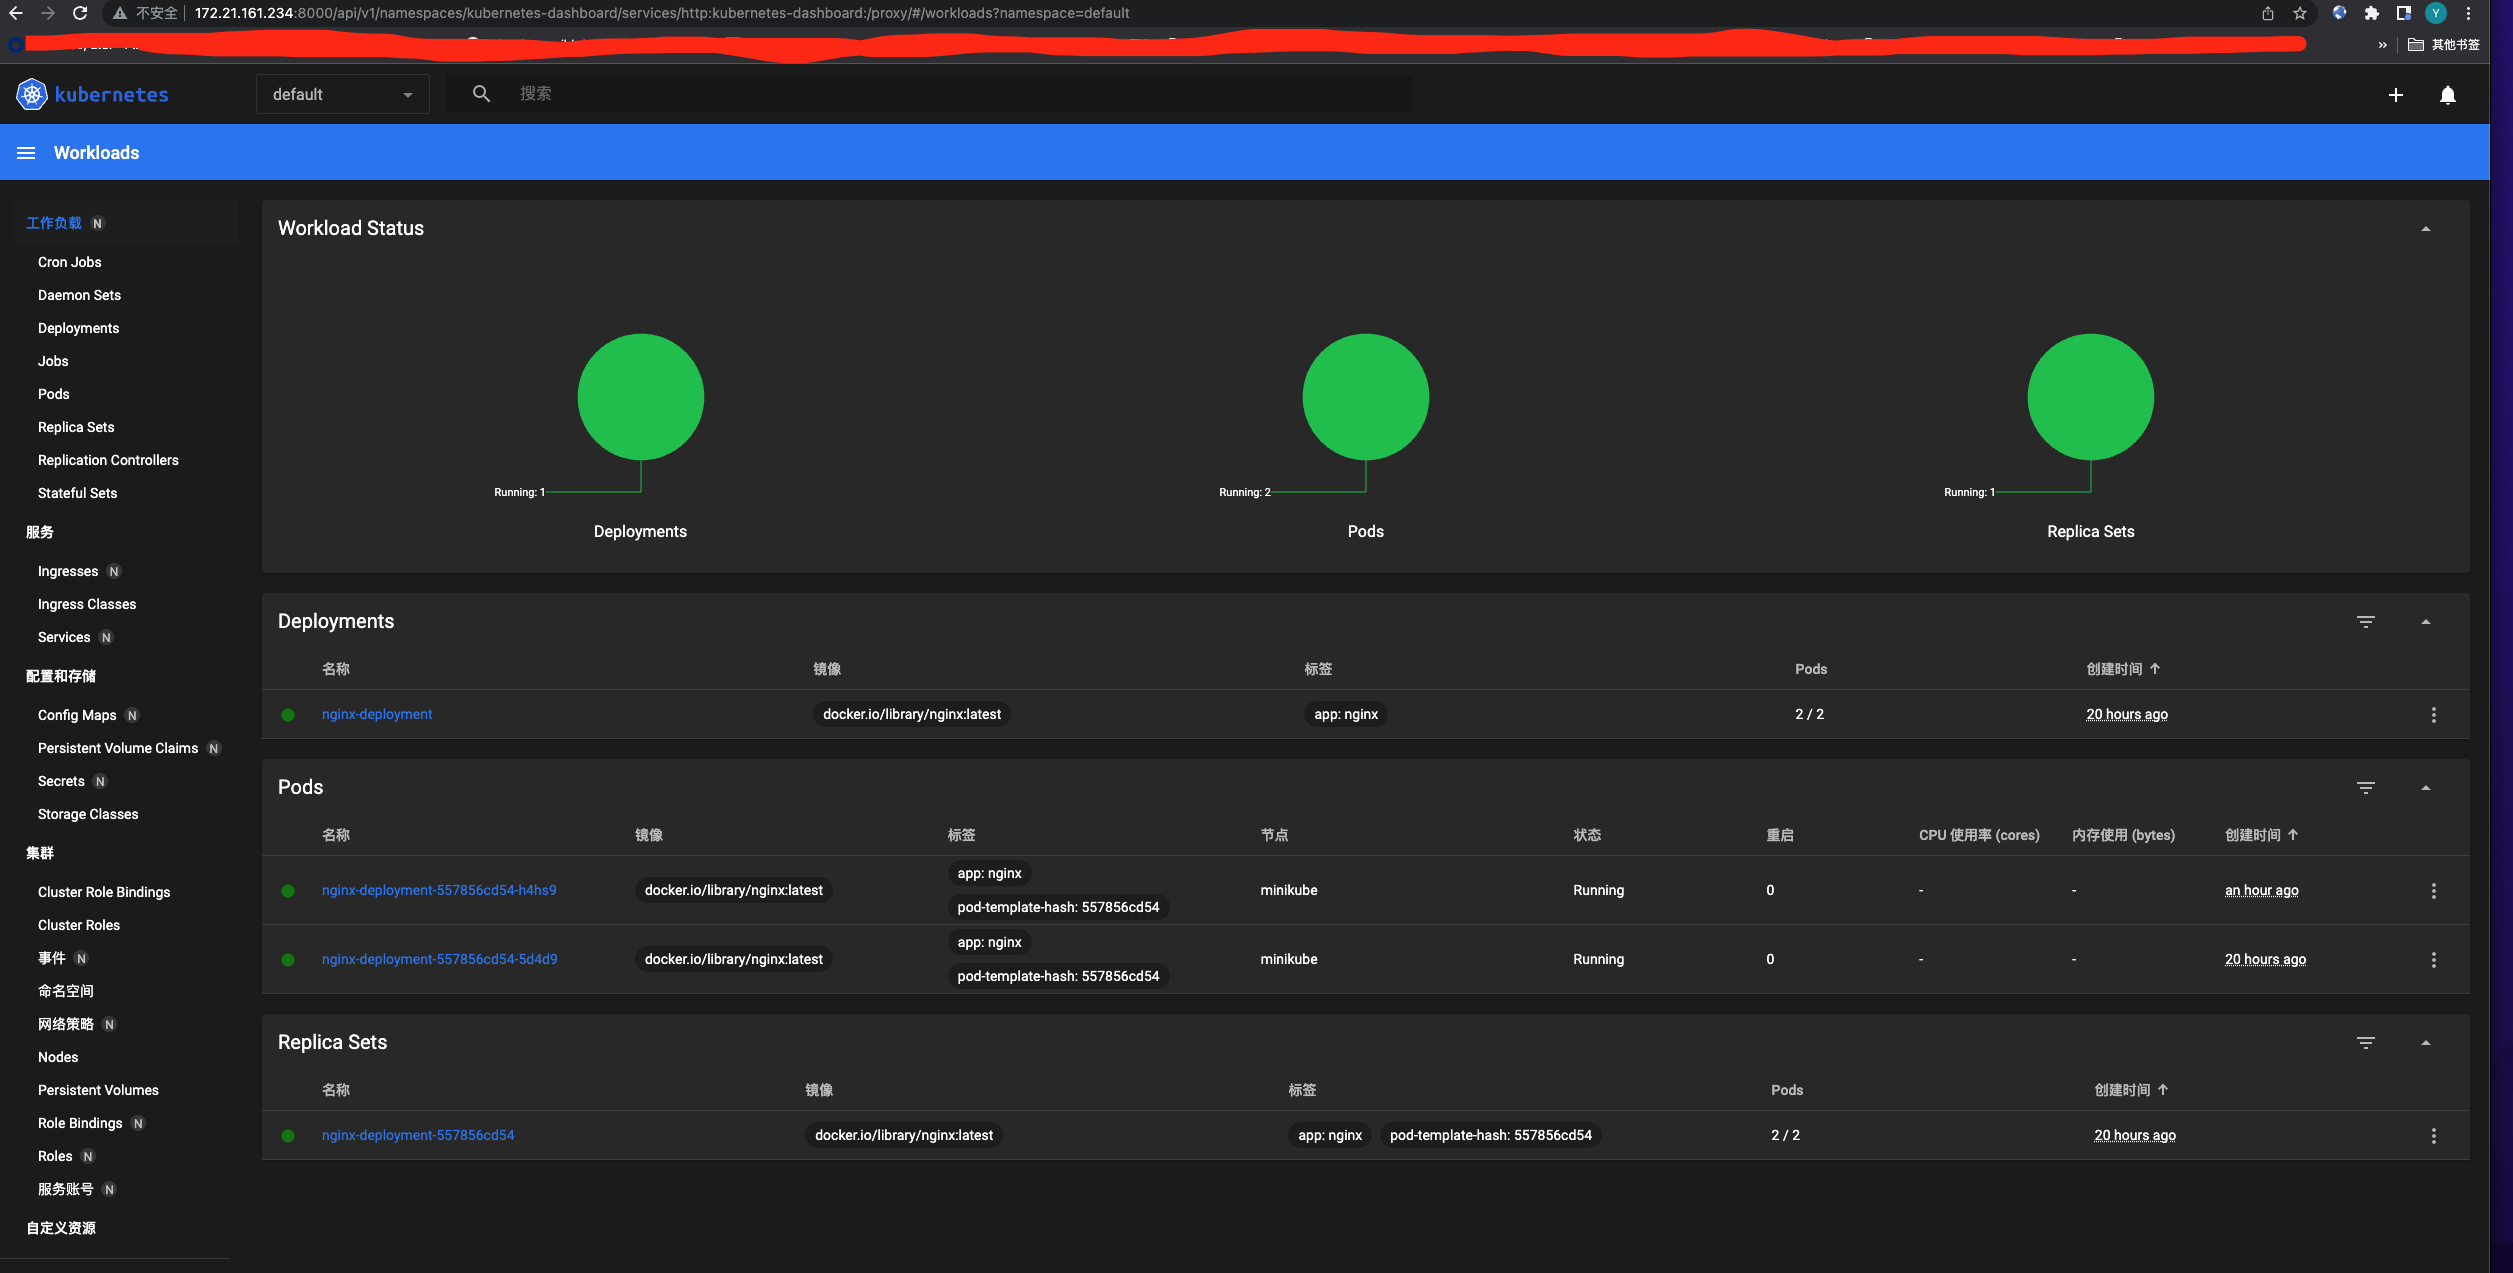 不安全 172.21.161.234:8000/api/v1/namespaces/kubernetes-dashboard/services/http:kubernetes-dashboard:/proxy/#/workloads?namespace=default
Y
» 其他书签
kubernetes default 搜索
Workloads
工作负载 N
Cron Jobs
Daemon Sets
Deployments
Jobs
Pods
Replica Sets
Replication Controllers
Stateful Sets
服务
Ingresses N
Ingress Classes
Services N
配置和存储
Config Maps N
Persistent Volume Claims N
Secrets N
Storage Classes
集群
Cluster Role Bindings
Cluster Roles
事件 N
命名空间
网络策略 N
Nodes
Persistent Volumes
Role Bindings N
Roles N
服务账号 N
自定义资源
Workload Status
Running: 1
Deployments
Running: 2
Pods
Running: 1
Replica Sets
Deployments
名称 镜像 标签 Pods 创建时间 ↑
nginx-deployment docker.io/library/nginx:latest app: nginx 2 / 2 20 hours ago
Pods
名称 镜像 标签 节点 状态 重启 CPU 使用率 (cores) 内存使用 (bytes) 创建时间 ↑
nginx-deployment-557856cd54-h4hs9 docker.io/library/nginx:latest app: nginx pod-template-hash: 557856cd54 minikube Running 0 - - an hour ago
nginx-deployment-557856cd54-5d4d9 docker.io/library/nginx:latest app: nginx pod-template-hash: 557856cd54 minikube Running 0 - - 20 hours ago
Replica Sets
名称 镜像 标签 Pods 创建时间 ↑
nginx-deployment-557856cd54 docker.io/library/nginx:latest app: nginx pod-template-hash: 557856cd54 2 / 2 20 hours ago